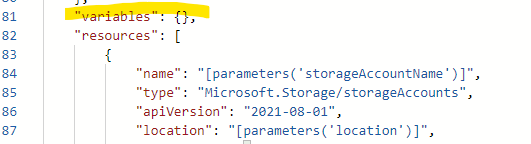 80 },
81 "variables": {},
82 "resources": [
83 {
84 "name": "[parameters('storageAccountName')]",
85 "type": "Microsoft.Storage/storageAccounts",
86 "apiVersion": "2021-08-01",
87 "location": "[parameters('location')]",